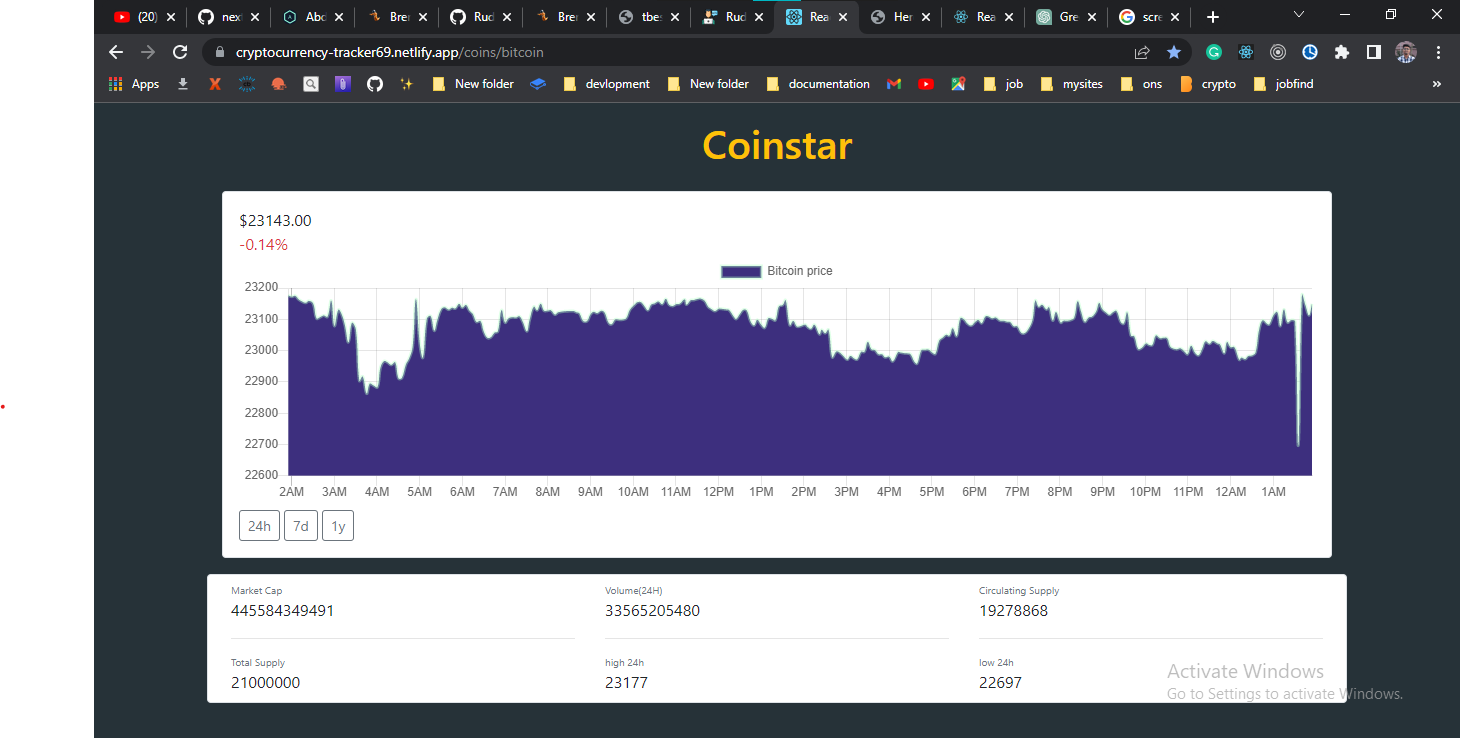 (20)
nex
Abc
Brei
Rud
Brei
tbe:
Rud
Rea
Her
Rea
Gre
scre
cryptocurrency-tracker69.netlify.app/coins/bitcoin
Apps
New folder
devlopment
New folder
documentation
job
mysites
ons
crypto
jobfind
»
Coinstar
$23143.00
-0.14%
Bitcoin price
23200
23100
23000
22900
22800
22700
22600
2AM 3AM 4AM 5AM 6AM 7AM 8AM 9AM 10AM 11AM 12PM 1PM 2PM 3PM 4PM 5PM 6PM 7PM 8PM 9PM 10PM 11PM 12AM 1AM
24h 7d 1y
Market Cap Volume(24H) Circulating Supply
445584349491 33565205480 19278868
Total Supply high 24h low 24h
21000000 23177 22697
Activate Windows
Go to Settings to activate Windows.